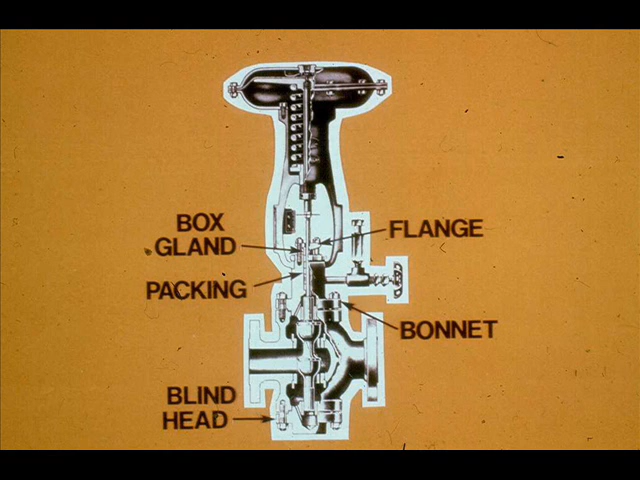 BOX
GLAND
FLANGE
PACKING
BONNET
BLIND
HEAD